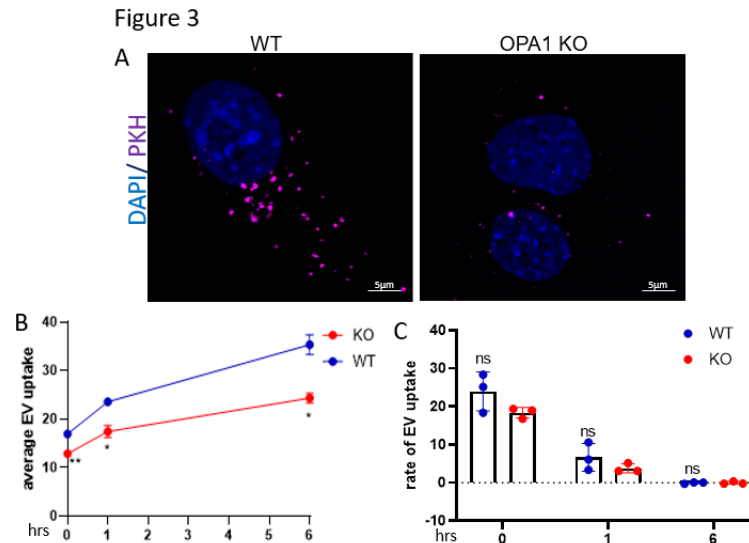 Figure 3
WT
OPA1 KO
A
DAPI/ PKH
5μm
5μm
B
average EV uptake
40
30
20
10
0
0
1
2
3
4
5
6
hrs
**
*
*
KO
WT
C
rate of EV uptake
40
30
20
10
0
-10
ns
ns
ns
0
1
6
hrs
WT
KO